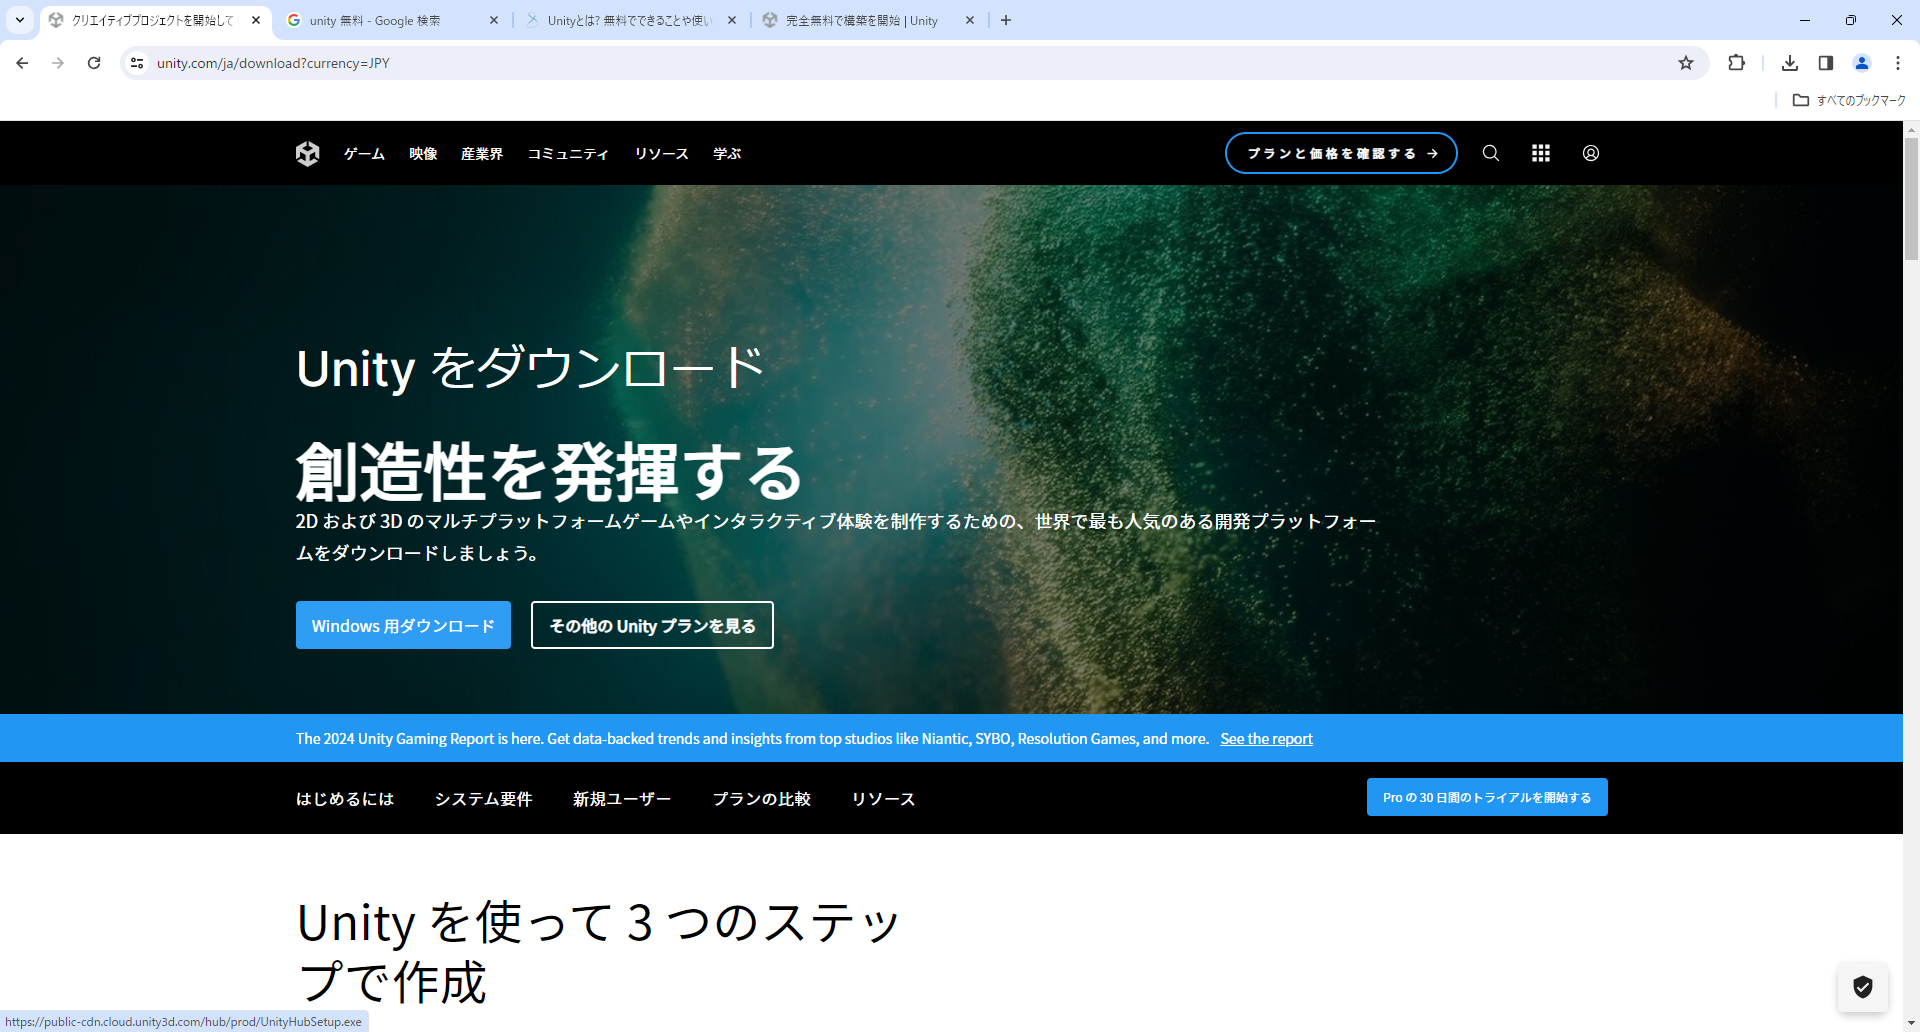 クリエイティブプロジェクトを開始して
unity 無料 - Google 検索
Unityとは? 無料でできることや使い
完全無料で構築を開始 | Unity
unity.com/ja/download?currency=JPY
すべてのブックマーク
ゲーム
映像
産業界
コミュニティ
リソース
学ぶ
プランと価格を確認する →
Unity をダウンロード
創造性を発揮する
2D および 3D のマルチプラットフォームゲームやインタラクティブ体験を制作するための、世界で最も人気のある開発プラットフォー
ムをダウンロードしましょう。
Windows 用ダウンロード
その他の Unity プランを見る
The 2024 Unity Gaming Report is here. Get data-backed trends and insights from top studios like Niantic, SYBO, Resolution Games, and more. See the report
はじめるには
システム要件
新規ユーザー
プランの比較
リソース
Pro の 30 日間のトライアルを開始する
Unity を使って 3 つのステッ
プで作成
https://public-cdn.cloud.unity3d.com/hub/prod/UnityHubSetup.exe